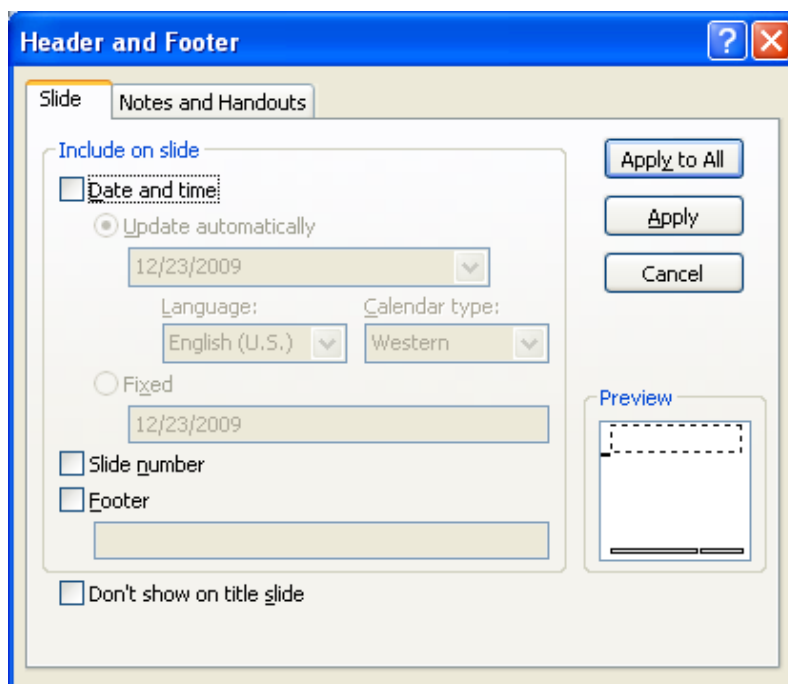 Header and Footer
Slide
Notes and Handouts
Include on slide
Date and time
Update automatically
12/23/2009
Language:
Calendar type:
English (U.S.)
Western
Fixed
12/23/2009
Slide number
Footer
Don't show on title slide
Apply to All
Apply
Cancel
Preview